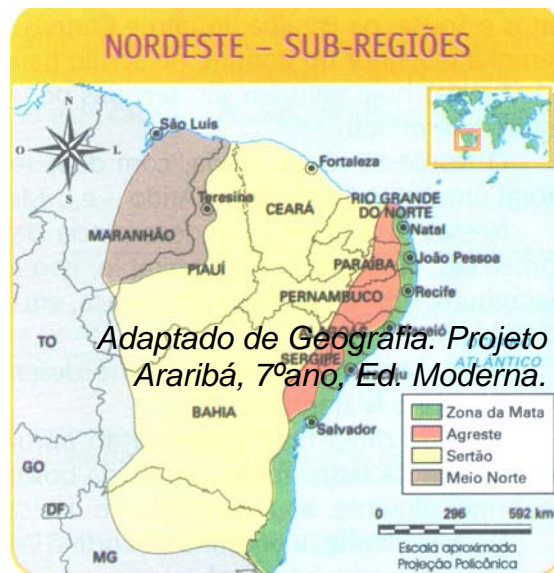 NORDESTE – SUB-REGIÕES
N
O
L
S
São Luís
Fortaleza
Teresina
CEARÁ
RIO GRANDE
DO NORTE
Natal
MARANHÃO
PIAUÍ
PARAÍBA
João Pessoa
PERNAMBUCO
Recife
Maceió
Adaptado de Geografia. Projeto
Araribá, 7ºano, Ed. Moderna.
SERGIPE
ATLÂNTICO
TO
BAHIA
Salvador
GO
DF
MG
Zona da Mata
Agreste
Sertão
Meio Norte
0 296 592 km
Escala aproximada
Projeção Policônica